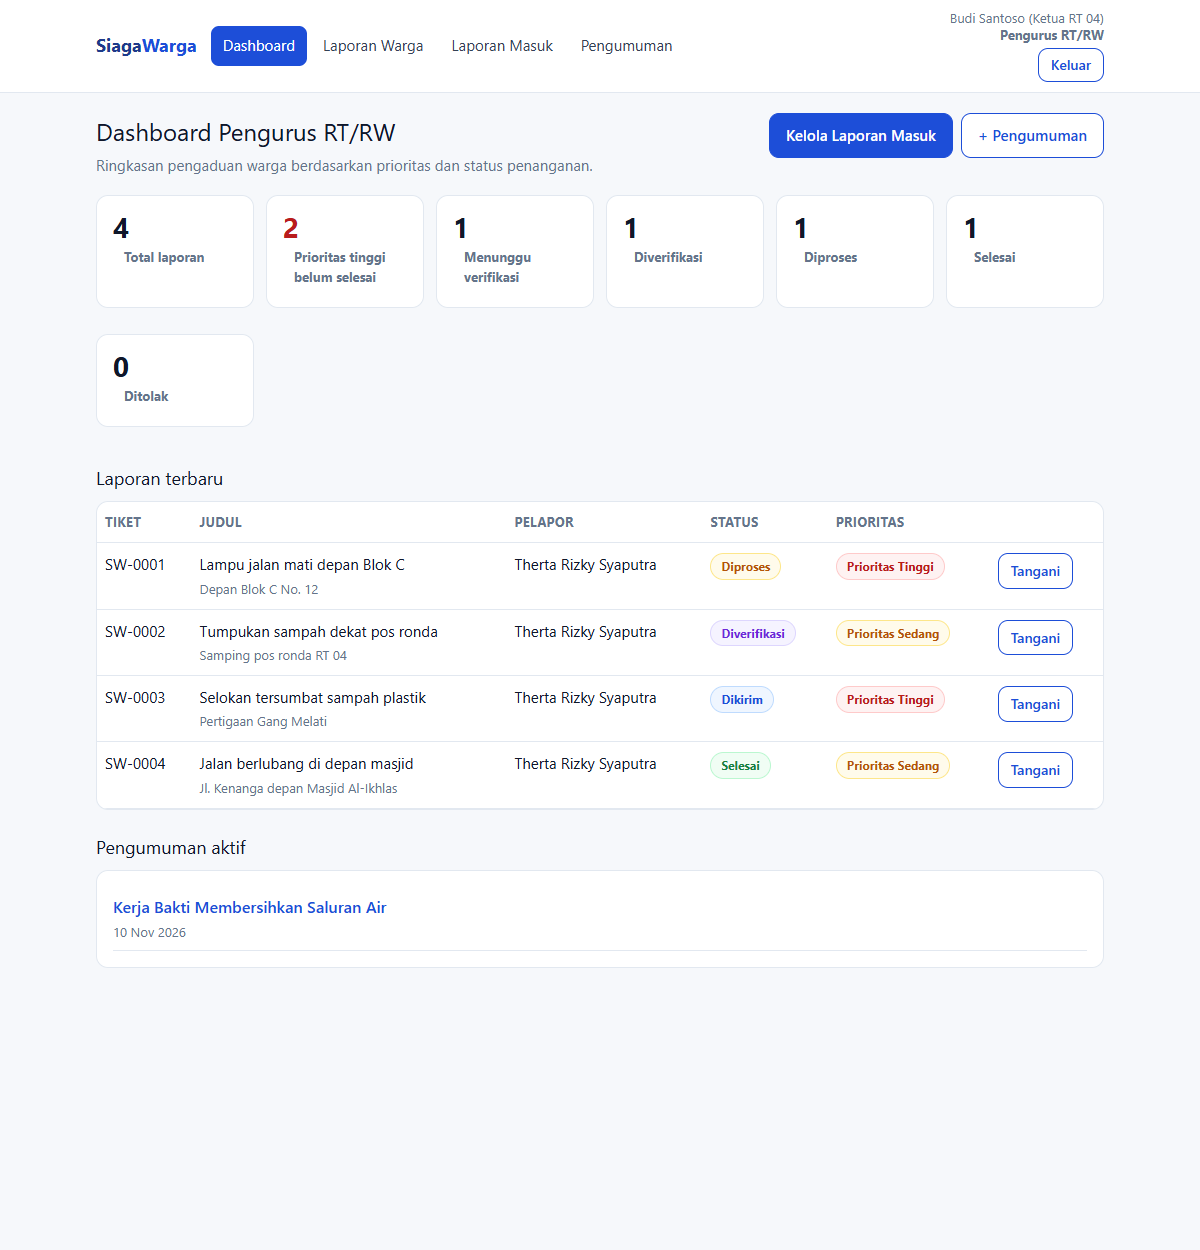 SiagaWarga
Dashboard
Laporan Warga
Laporan Masuk
Pengumuman
Budi Santoso (Ketua RT 04)
Pengurus RT/RW
Keluar
Dashboard Pengurus RT/RW
Ringkasan pengaduan warga berdasarkan prioritas dan status penanganan.
Kelola Laporan Masuk
+ Pengumuman
4
Total laporan
2
Prioritas tinggi
belum selesai
1
Menunggu
verifikasi
1
Diverifikasi
1
Diproses
1
Selesai
0
Ditolak
Laporan terbaru
TIKET JUDUL PELAPOR STATUS PRIORITAS
SW-0001 Lampu jalan mati depan Blok C Therta Rizky Syaputra Diproses Prioritas Tinggi Tangani
Depan Blok C No. 12
SW-0002 Tumpukan sampah dekat pos ronda Therta Rizky Syaputra Diverifikasi Prioritas Sedang Tangani
Samping pos ronda RT 04
SW-0003 Selokan tersumbat sampah plastik Therta Rizky Syaputra Dikirim Prioritas Tinggi Tangani
Pertigaan Gang Melati
SW-0004 Jalan berlubang di depan masjid Therta Rizky Syaputra Selesai Prioritas Sedang Tangani
Jl. Kenanga depan Masjid Al-Ikhlas
Pengumuman aktif
Kerja Bakti Membersihkan Saluran Air
10 Nov 2026